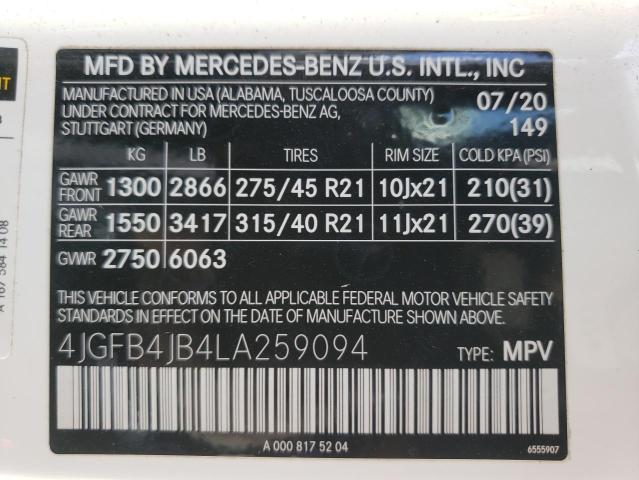 MFD BY MERCEDES-BENZ U.S. INTL., INC
MANUFACTURED IN USA (ALABAMA, TUSCALOOSA COUNTY) 07/20
UNDER CONTRACT FOR MERCEDES-BENZ AG,
STUTTGART (GERMANY) 149
KG LB TIRES RIM SIZE COLD KPA (PSI)
GAWR FRONT 1300 2866 275/45 R21 10Jx21 210(31)
GAWR REAR 1550 3417 315/40 R21 11Jx21 270(39)
GVWR 2750 6063
THIS VEHICLE CONFORMS TO ALL APPLICABLE FEDERAL MOTOR VEHICLE SAFETY
STANDARDS IN EFFECT ON THE DATE OF MANUFACTURE SHOWN ABOVE.
4JGFB4JB4LA259094 TYPE: MPV
A 000 817 52 04 6555907
A 167 584 14 08